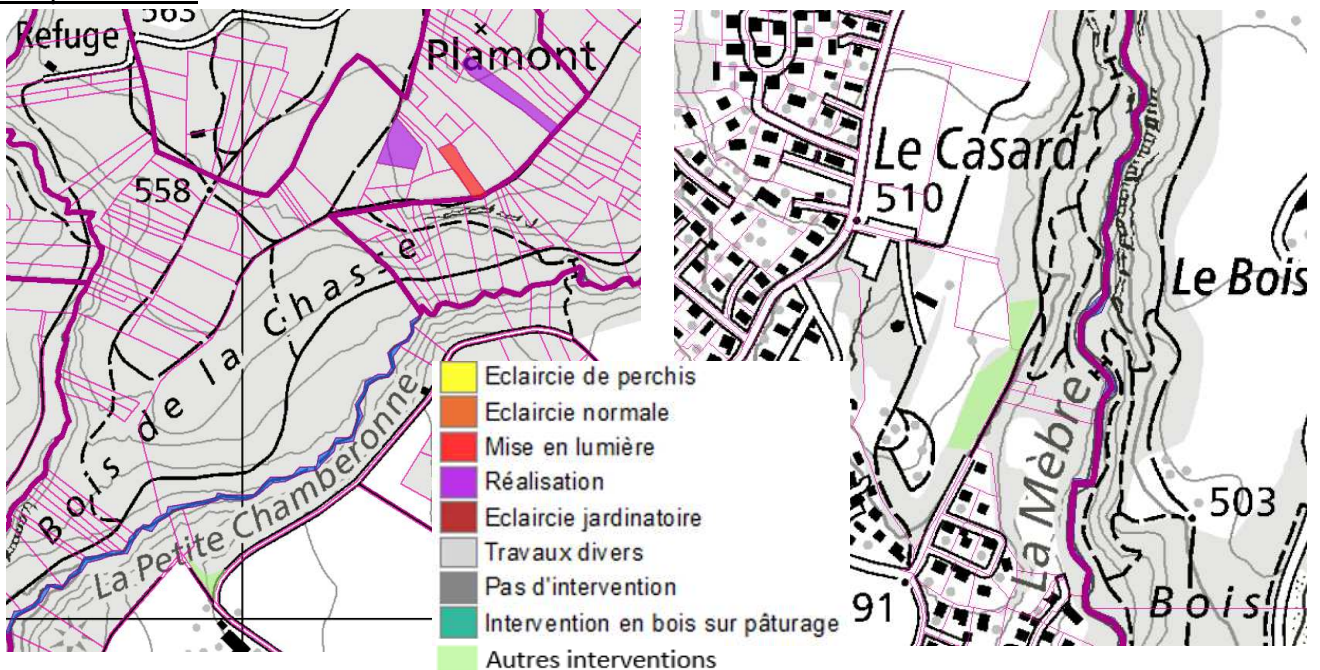 563
Refuge
Plamont
558
Bois de la Chasse
La Petite Chamberonne
Eclaircie de perchis
Eclaircie normale
Mise en lumière
Réalisation
Eclaircie jardinatoire
Travaux divers
Pas d'intervention
Intervention en bois sur pâturage
Autres interventions
Le Casard
510
Le Bois
La Mèbre
503
91
Bois